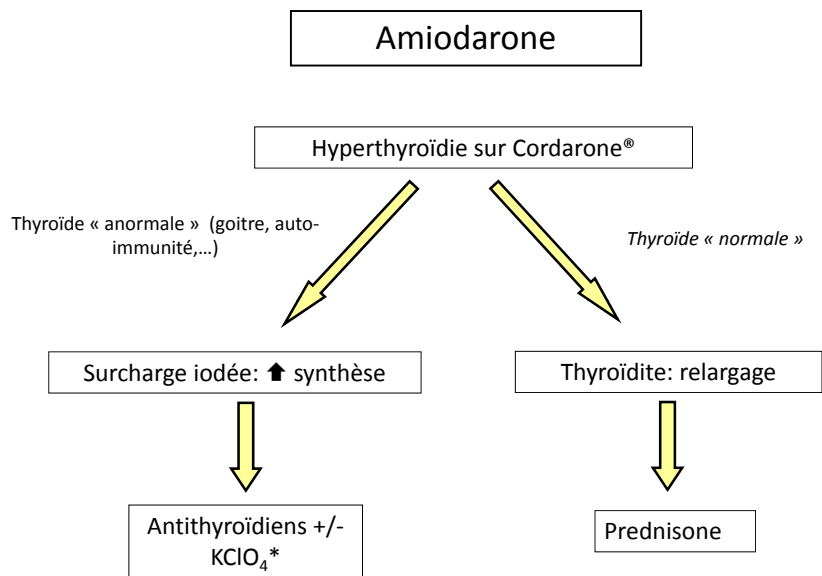 Amiodarone
Hyperthyroïdie sur Cordarone®
Thyroïde « anormale » (goitre, auto-
immunité,…)
Thyroïde « normale »
Surcharge iodée: ⬆ synthèse
Thyroïdite: relargage
Antithyroïdiens +/-
KClO₄*
Prednisone